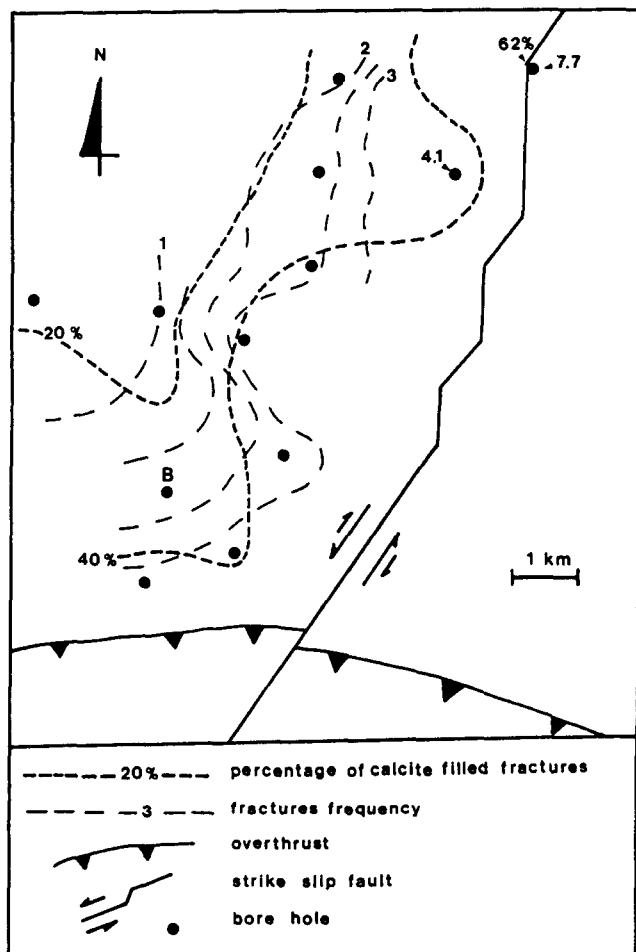 N
2
3
62%
7.7
4.1
1
20%
B
40%
1 km
20% percentage of calcite filled fractures
3 fractures frequency
overthrust
strike slip fault
bore hole